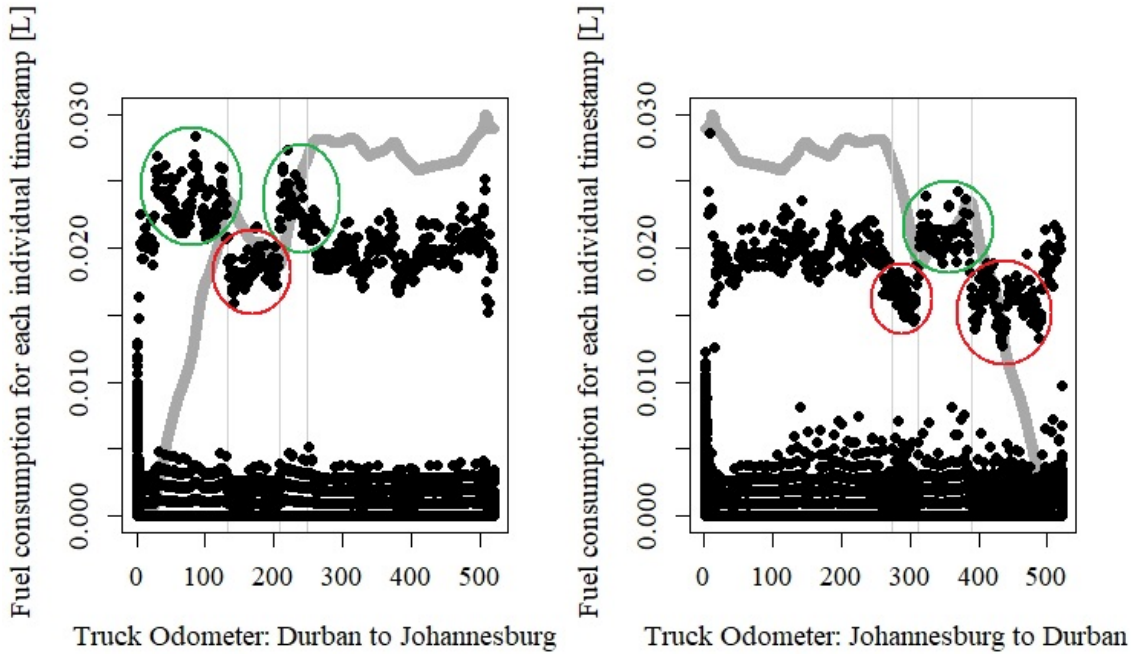 Fuel consumption for each individual timestamp [L]
0.030
0.020
0.010
0.000
0 100 200 300 400 500
Truck Odometer: Durban to Johannesburg
Fuel consumption for each individual timestamp [L]
0.030
0.020
0.010
0.000
0 100 200 300 400 500
Truck Odometer: Johannesburg to Durban